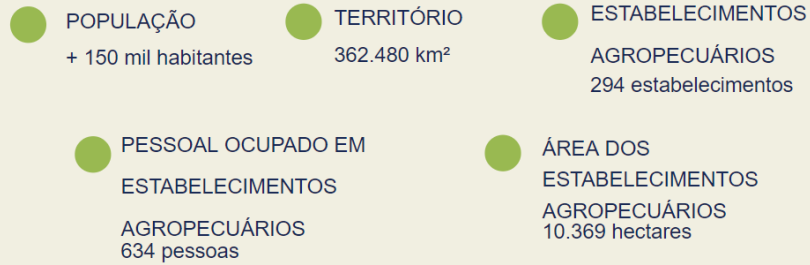 POPULAÇÃO
+ 150 mil habitantes
TERRITÓRIO
362.480 km²
ESTABELECIMENTOS
AGROPECUÁRIOS
294 estabelecimentos
PESSOAL OCUPADO EM
ESTABELECIMENTOS
AGROPECUÁRIOS
634 pessoas
ÁREA DOS
ESTABELECIMENTOS
AGROPECUÁRIOS
10.369 hectares